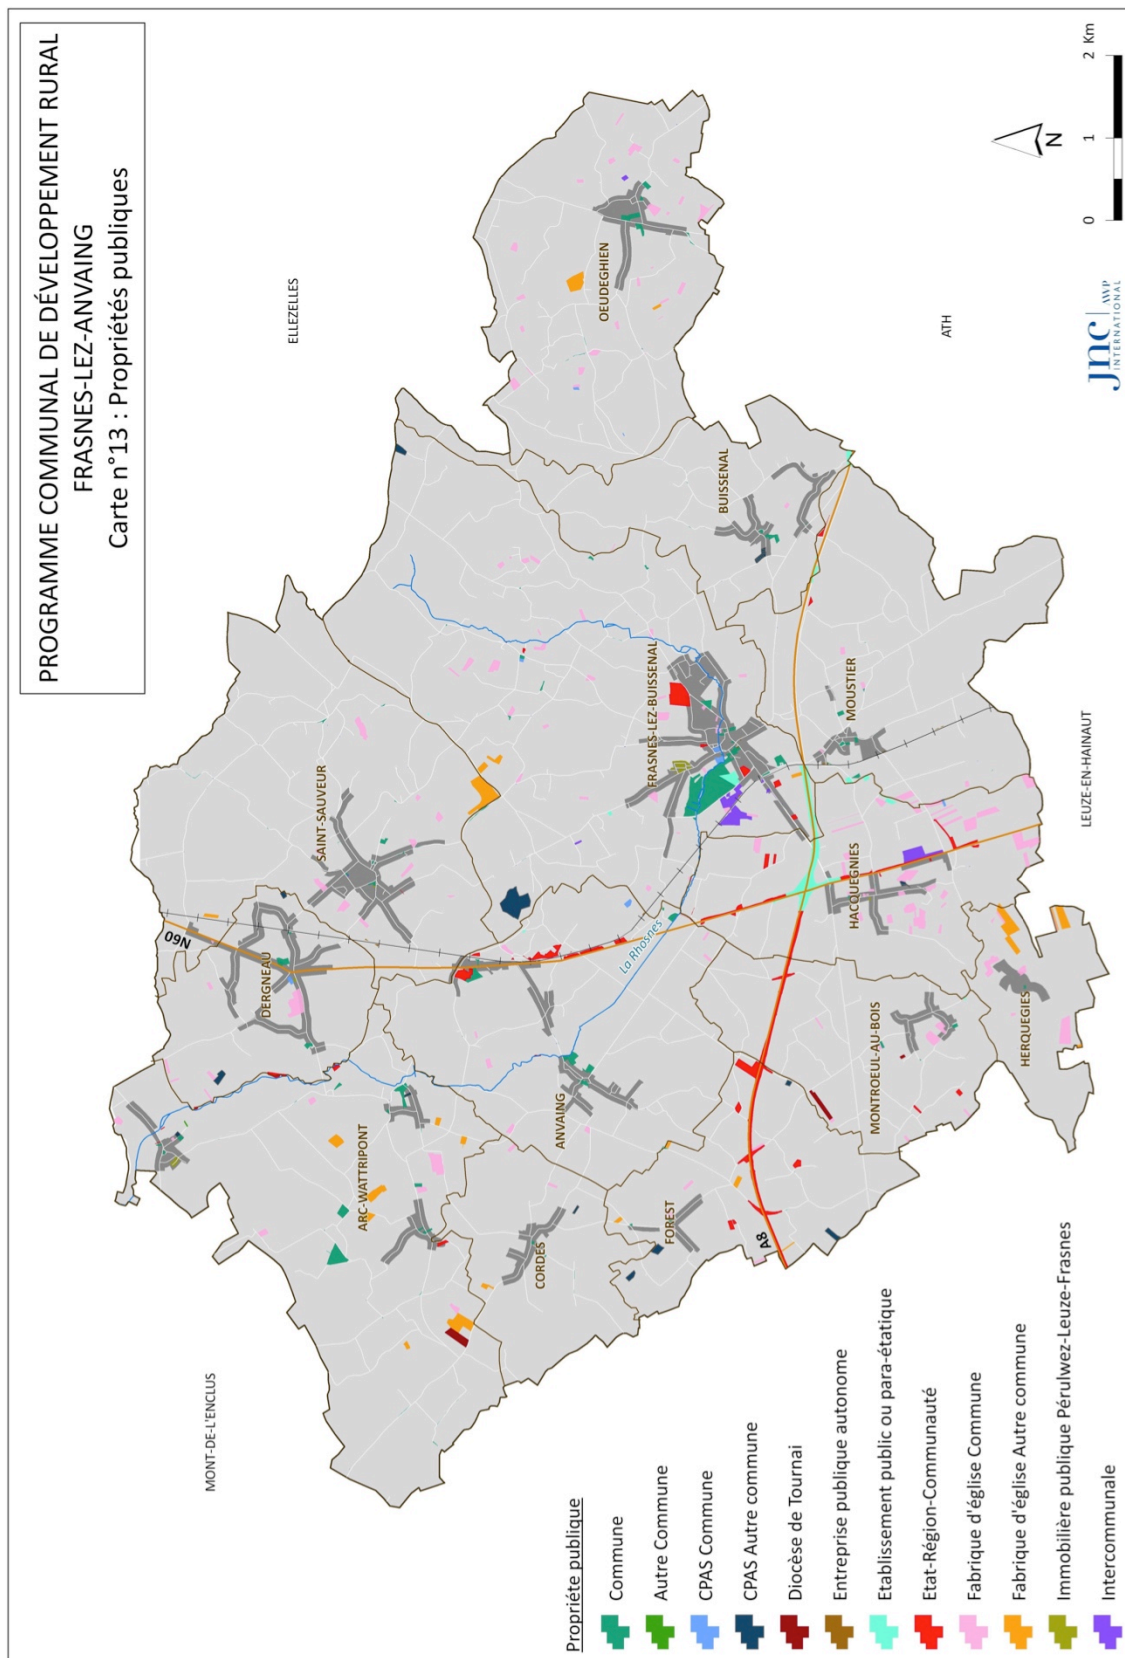 PROGRAMME COMMUNAL DE DÉVELOPPEMENT RURAL
FRASNES-LEZ-ANVAING
Carte n°13 : Propriétés publiques
MONT-DE-L'ENCLUS
ELLEZELLES
N60
DERGNEAU
SAINT-SAUVEUR
ARC-WATTRIPONT
CORDES
ANVAING
La Rhosnes
FRASNES-LEZ-BUISSENAL
OEUDEGHIEN
BUISSENAL
FOREST
A8
MONTROEUL-AU-BOIS
HACQUEGNIES
MOUSTIER
HERQUEGIES
ATH
LEUZE-EN-HAINAUT
Propriéte publique
Commune
Autre Commune
CPAS Commune
CPAS Autre commune
Diocèse de Tournai
Entreprise publique autonome
Etablissement public ou para-étatique
Etat-Région-Communauté
Fabrique d'église Commune
Fabrique d'église Autre commune
Immobilière publique Pérulwez-Leuze-Frasnes
Intercommunale
jnc AWP
INTERNATIONAL
N
0 1 2 Km